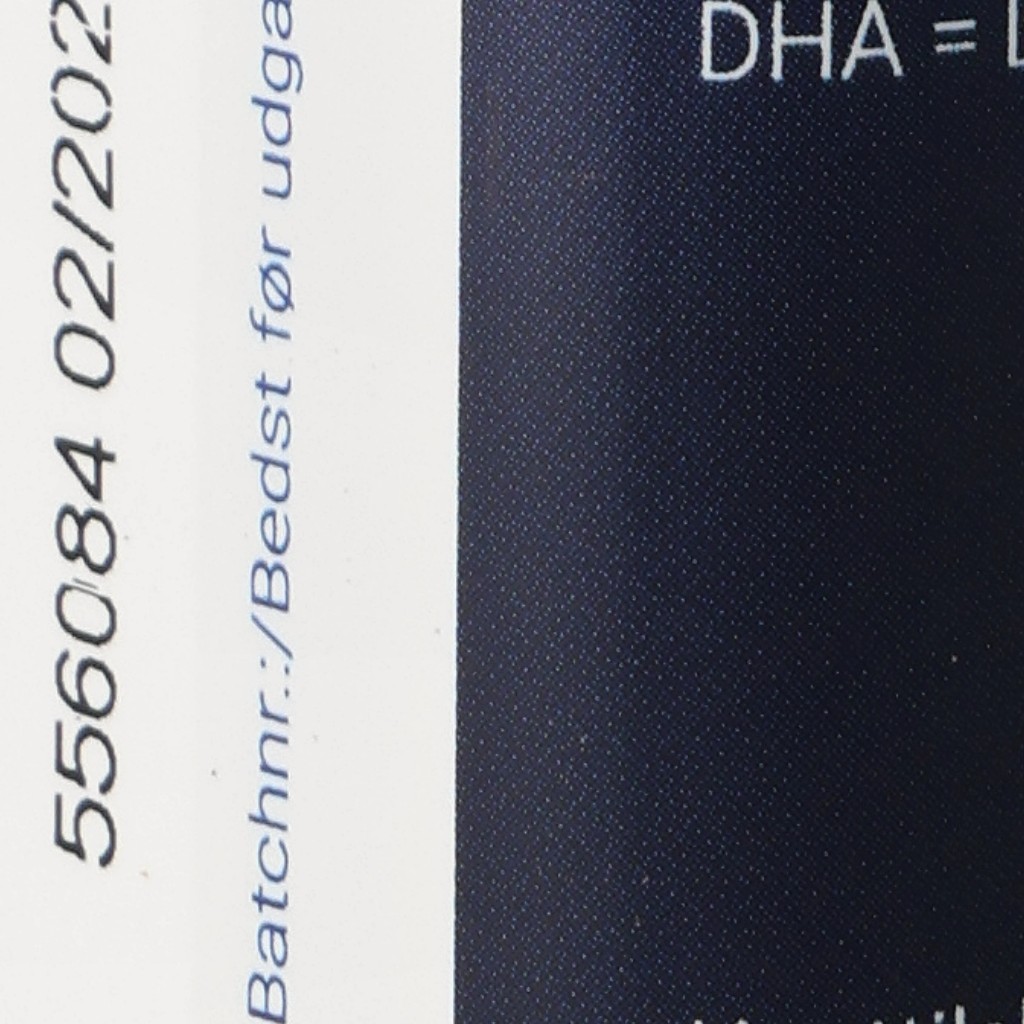 556084 02/202
Batchnr.:/Bedst før udga
DHA =